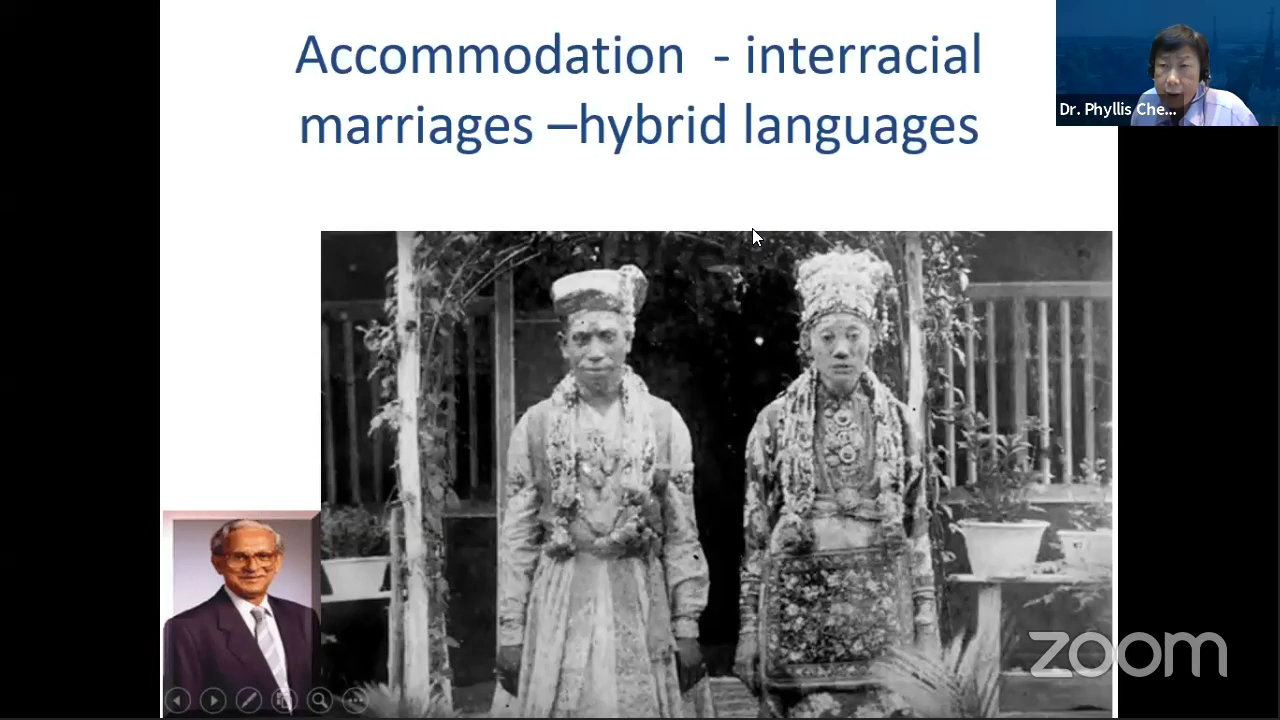 Accommodation - interracial
marriages –hybrid languages
Dr. Phyllis Che...
zoom